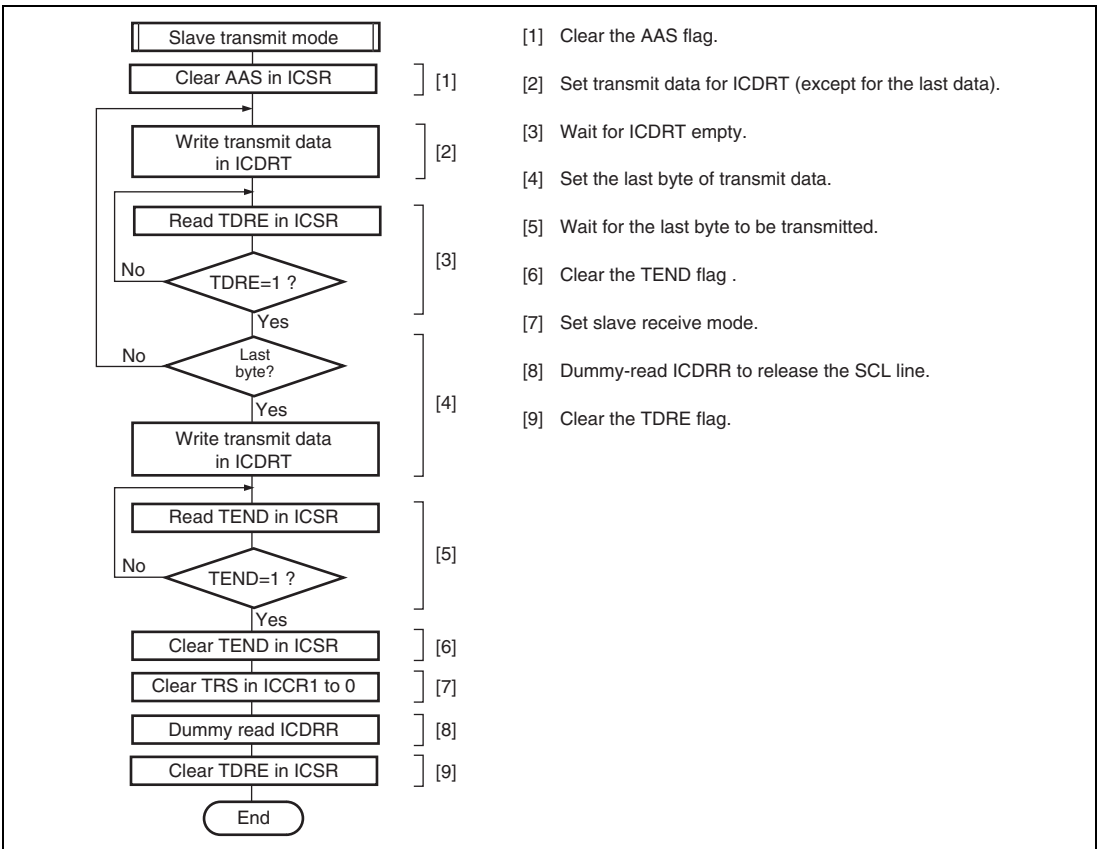 Slave transmit mode
Clear AAS in ICSR
[1]
Write transmit data
in ICDRT
[2]
Read TDRE in ICSR
No
TDRE=1 ?
[3]
Yes
No
Last
byte?
Yes
[4]
Write transmit data
in ICDRT
Read TEND in ICSR
No
TEND=1 ?
[5]
Yes
Clear TEND in ICSR
[6]
Clear TRS in ICCR1 to 0
[7]
Dummy read ICDRR
[8]
Clear TDRE in ICSR
[9]
End
[1] Clear the AAS flag.
[2] Set transmit data for ICDRT (except for the last data).
[3] Wait for ICDRT empty.
[4] Set the last byte of transmit data.
[5] Wait for the last byte to be transmitted.
[6] Clear the TEND flag .
[7] Set slave receive mode.
[8] Dummy-read ICDRR to release the SCL line.
[9] Clear the TDRE flag.